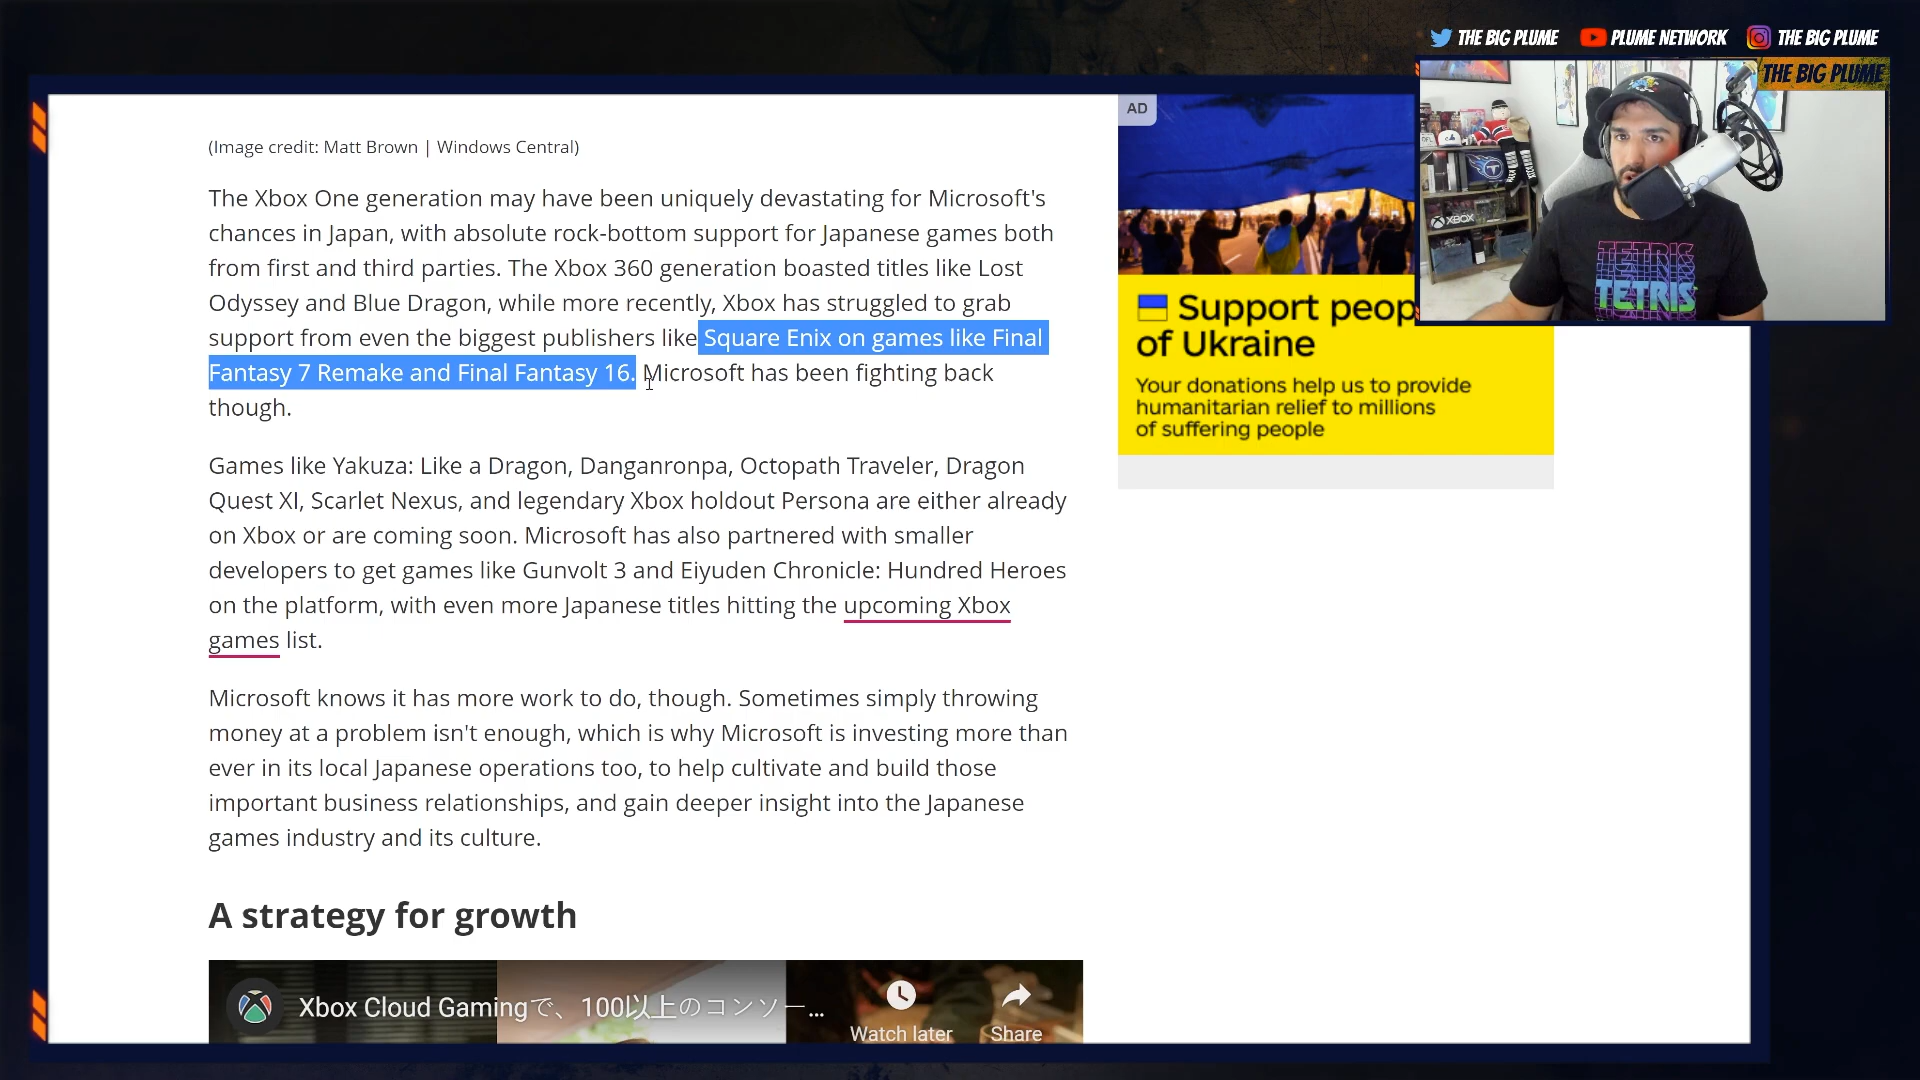 THE BIG PLUME PLUME NETWORK THE BIG PLUME
THE BIG PLUME
(Image credit: Matt Brown | Windows Central)
The Xbox One generation may have been uniquely devastating for Microsoft's
chances in Japan, with absolute rock-bottom support for Japanese games both
from first and third parties. The Xbox 360 generation boasted titles like Lost
Odyssey and Blue Dragon, while more recently, Xbox has struggled to grab
support from even the biggest publishers like Square Enix on games like Final
Fantasy 7 Remake and Final Fantasy 16. Microsoft has been fighting back
though.
Games like Yakuza: Like a Dragon, Danganronpa, Octopath Traveler, Dragon
Quest XI, Scarlet Nexus, and legendary Xbox holdout Persona are either already
on Xbox or are coming soon. Microsoft has also partnered with smaller
developers to get games like Gunvolt 3 and Eiyuden Chronicle: Hundred Heroes
on the platform, with even more Japanese titles hitting the upcoming Xbox
games list.
Microsoft knows it has more work to do, though. Sometimes simply throwing
money at a problem isn't enough, which is why Microsoft is investing more than
ever in its local Japanese operations too, to help cultivate and build those
important business relationships, and gain deeper insight into the Japanese
games industry and its culture.
A strategy for growth
Xbox Cloud Gamingで、100以上のコンソー...
Watch later
Share
AD
Support
of Ukraine
Your donations help us to provide
humanitarian relief to millions
of suffering people
XBOX
TETRIS